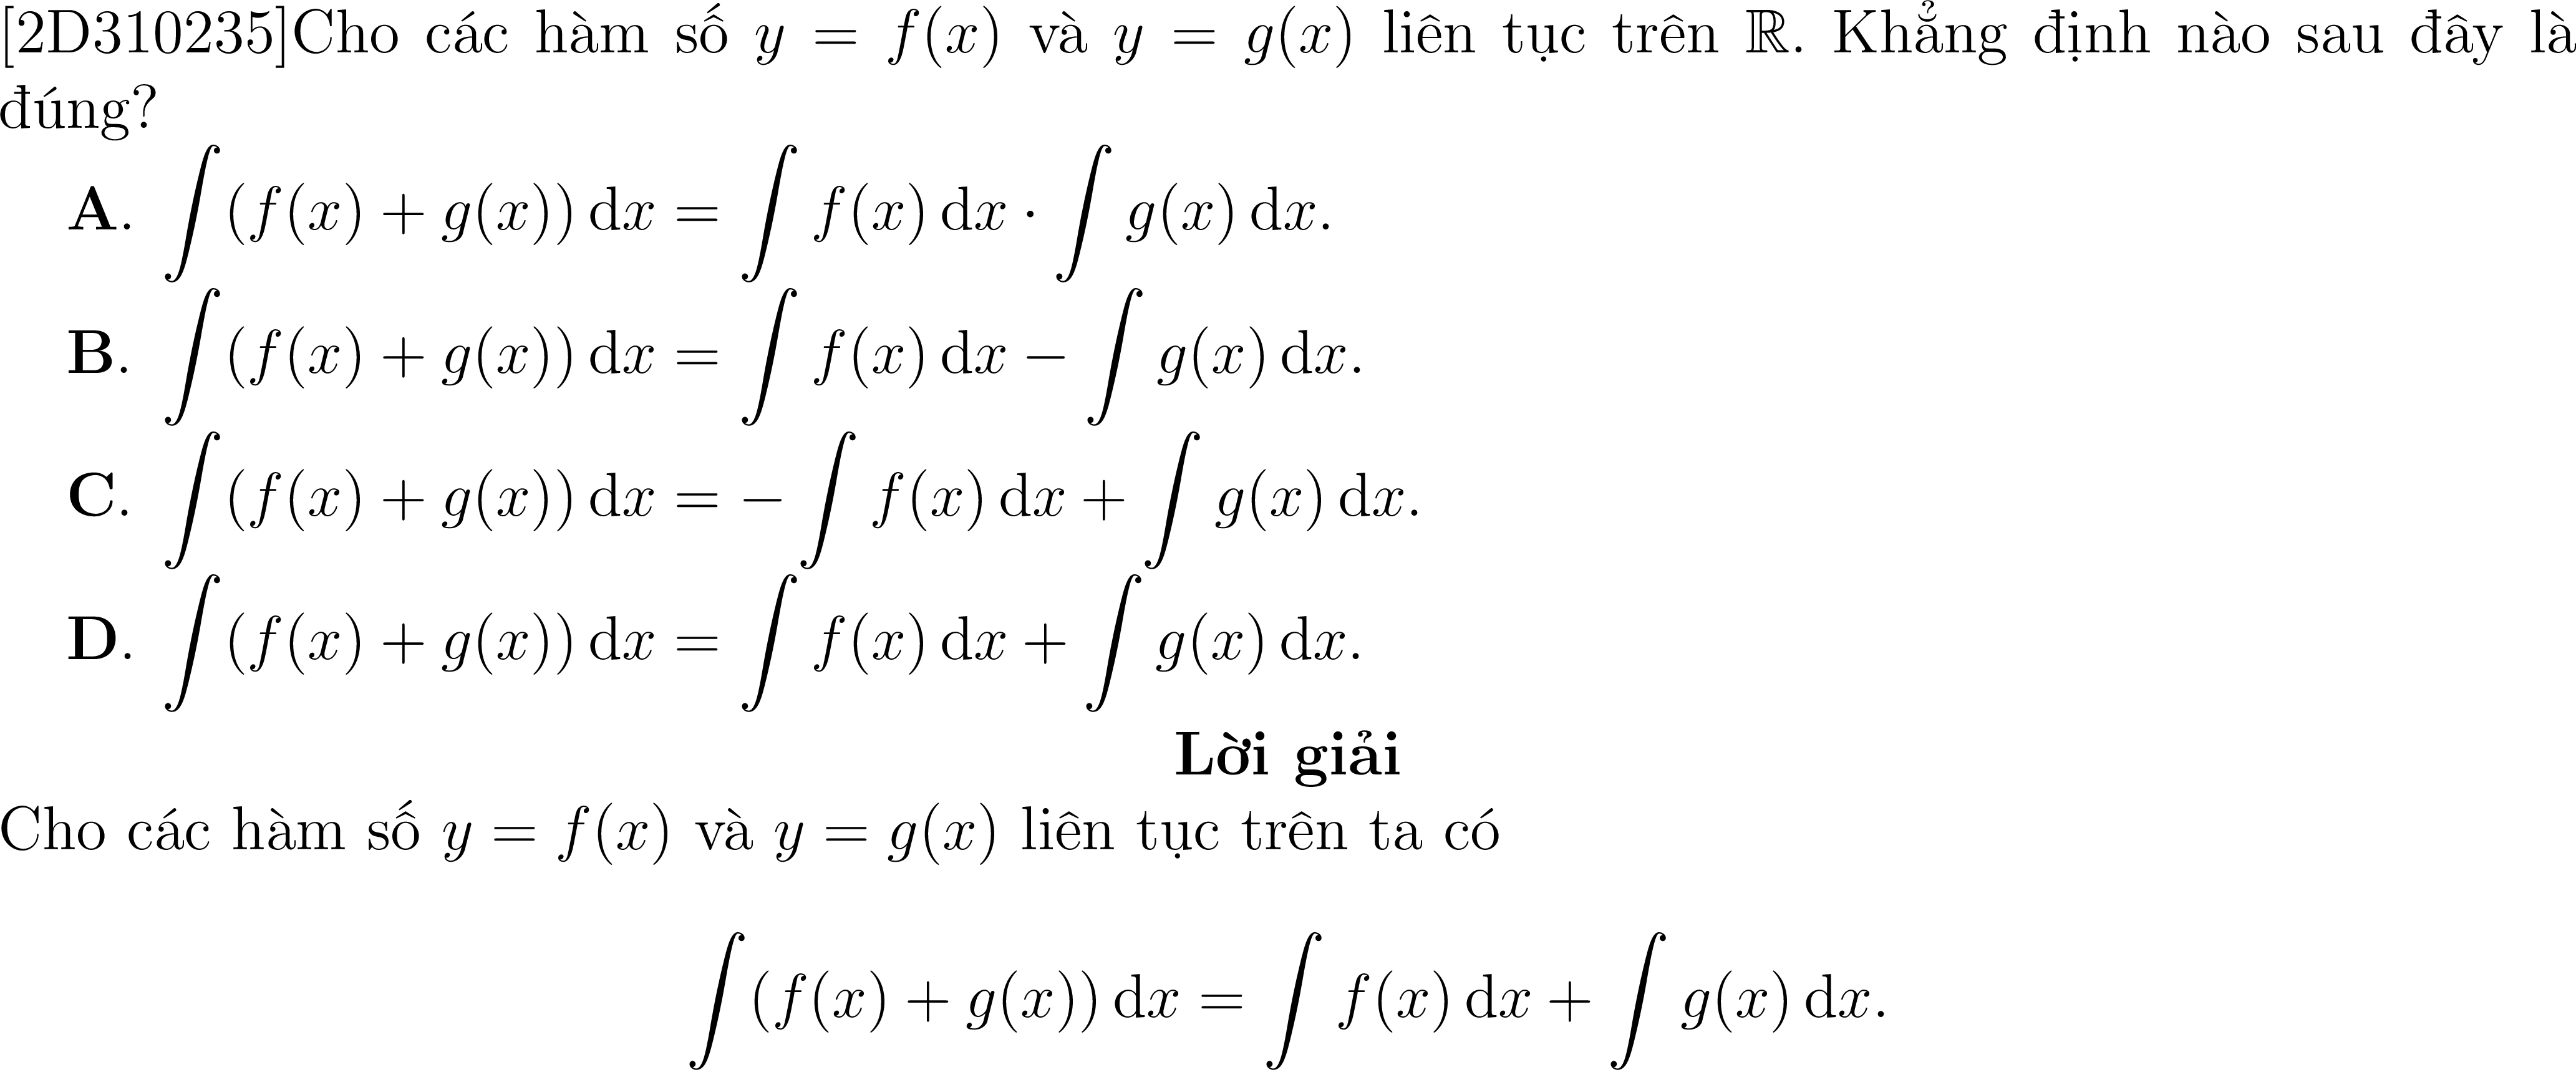 [2D310235]Cho các hàm số y = f(x) và y = g(x) liên tục trên ℝ. Khẳng định nào sau đây là
đúng?
A. ∫(f(x) + g(x)) dx = ∫ f(x) dx · ∫ g(x) dx.
B. ∫(f(x) + g(x)) dx = ∫ f(x) dx − ∫ g(x) dx.
C. ∫(f(x) + g(x)) dx = − ∫ f(x) dx + ∫ g(x) dx.
D. ∫(f(x) + g(x)) dx = ∫ f(x) dx + ∫ g(x) dx.
Lời giải
Cho các hàm số y = f(x) và y = g(x) liên tục trên ta có
∫(f(x) + g(x)) dx = ∫ f(x) dx + ∫ g(x) dx.